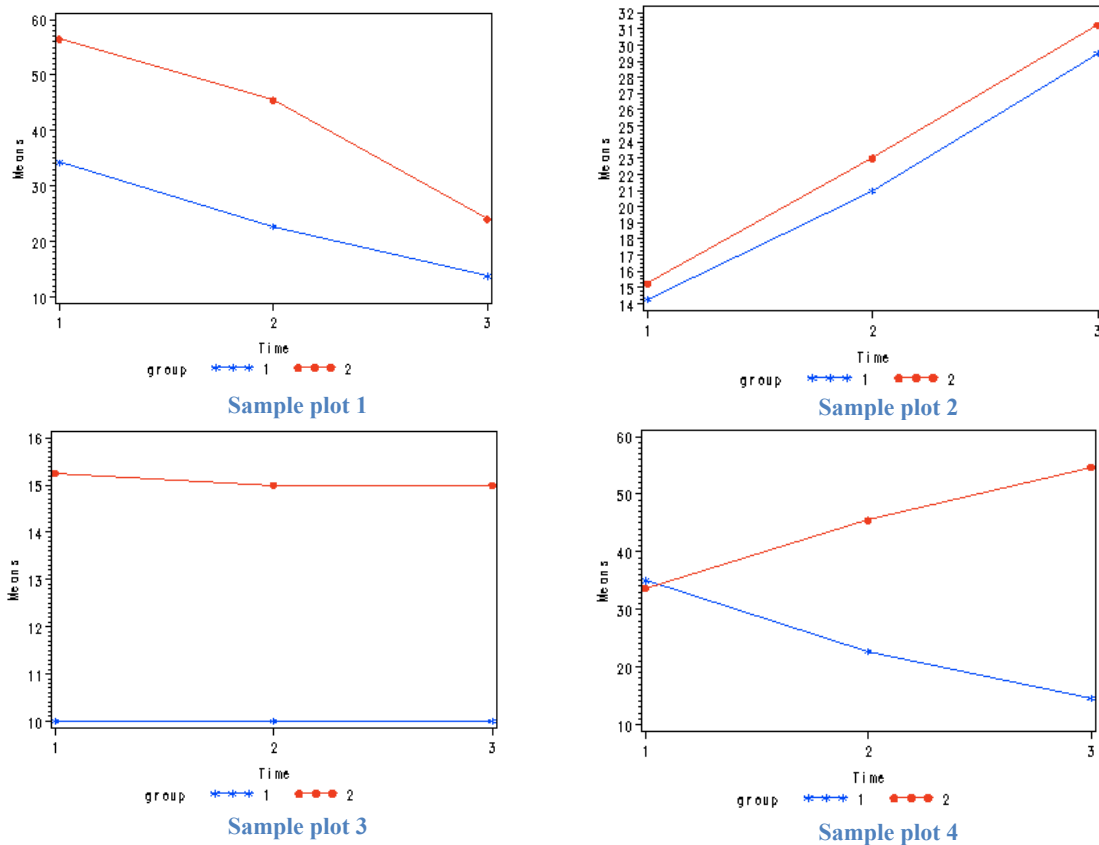 60
50
40
30
20
10
Means
1 2 3
Time
group 1 2
Sample plot 1
32
31
30
29
28
27
26
25
24
23
22
21
20
19
18
17
16
15
14
Means
1 2 3
Time
group 1 2
Sample plot 2
16
15
14
13
12
11
10
Means
1 2 3
Time
group 1 2
Sample plot 3
60
50
40
30
20
10
Means
1 2 3
Time
group 1 2
Sample plot 4